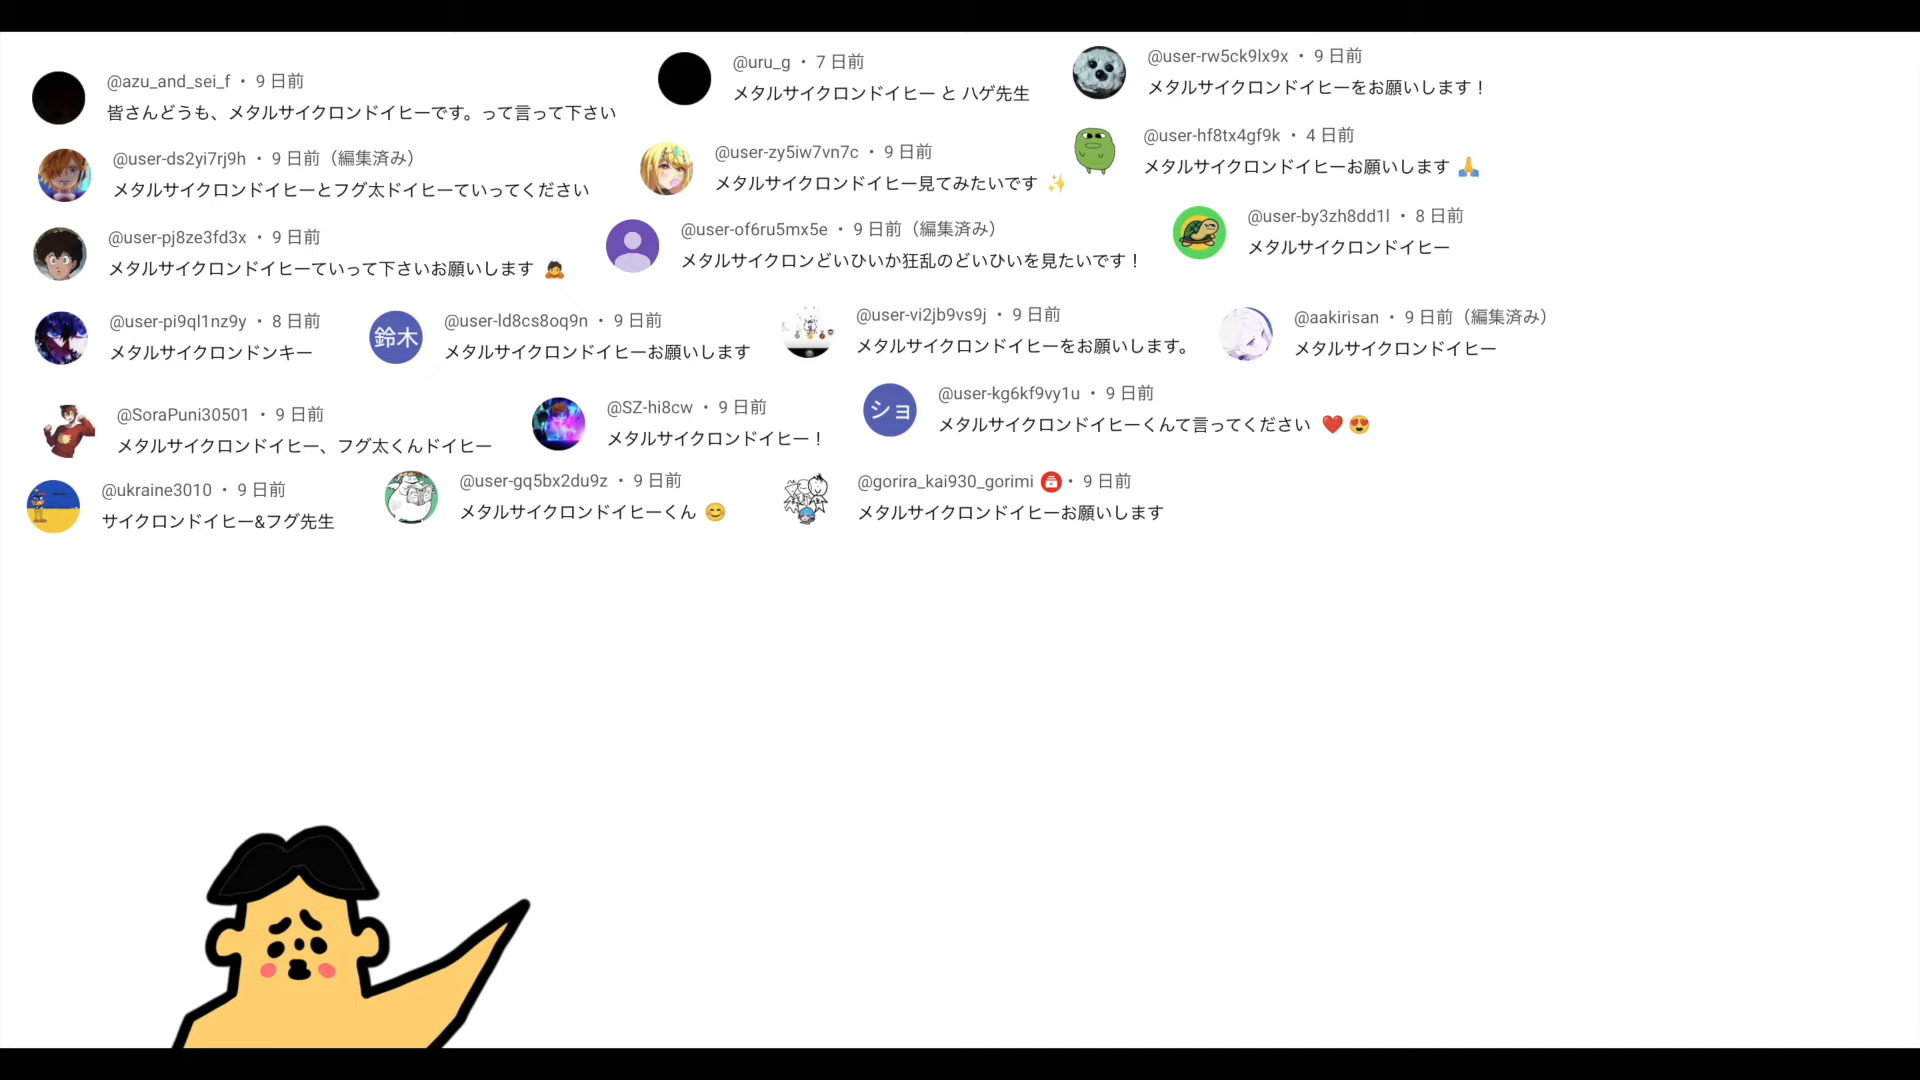 @azu_and_sei_f・9 日前
皆さんどうも、メタルサイクロンドイヒーです。って言って下さい
@uru_g・7 日前
メタルサイクロンドイヒー と ハゲ先生
@user-rw5ck9lx9x・9 日前
メタルサイクロンドイヒーをお願いします！
@user-ds2yi7rj9h・9 日前（編集済み）
メタルサイクロンドイヒーとフグ太ドイヒーていってください
@user-zy5iw7vn7c・9 日前
メタルサイクロンドイヒー見てみたいです ✨
@user-hf8tx4gf9k・4 日前
メタルサイクロンドイヒーお願いします 🙏
@user-pj8ze3fd3x・9 日前
メタルサイクロンドイヒーていって下さいお願いします 🙇
@user-of6ru5mx5e・9 日前（編集済み）
メタルサイクロンどいひいか狂乱のどいひいを見たいです！
@user-by3zh8dd1l・8 日前
メタルサイクロンドイヒー
@user-pi9ql1nz9y・8 日前
メタルサイクロンドンキー
鈴木
@user-ld8cs8oq9n・9 日前
メタルサイクロンドイヒーお願いします
@user-vi2jb9vs9j・9 日前
メタルサイクロンドイヒーをお願いします。
@aakirisan・9 日前（編集済み）
メタルサイクロンドイヒー
@SoraPuni30501・9 日前
メタルサイクロンドイヒー、フグ太くんドイヒー
@SZ-hi8cw・9 日前
メタルサイクロンドイヒー！
ショ
@user-kg6kf9vy1u・9 日前
メタルサイクロンドイヒーくんて言ってください ❤️😍
@ukraine3010・9 日前
サイクロンドイヒー&フグ先生
@user-gq5bx2du9z・9 日前
メタルサイクロンドイヒーくん 😊
@gorira_kai930_gorimi・9 日前
メタルサイクロンドイヒーお願いします